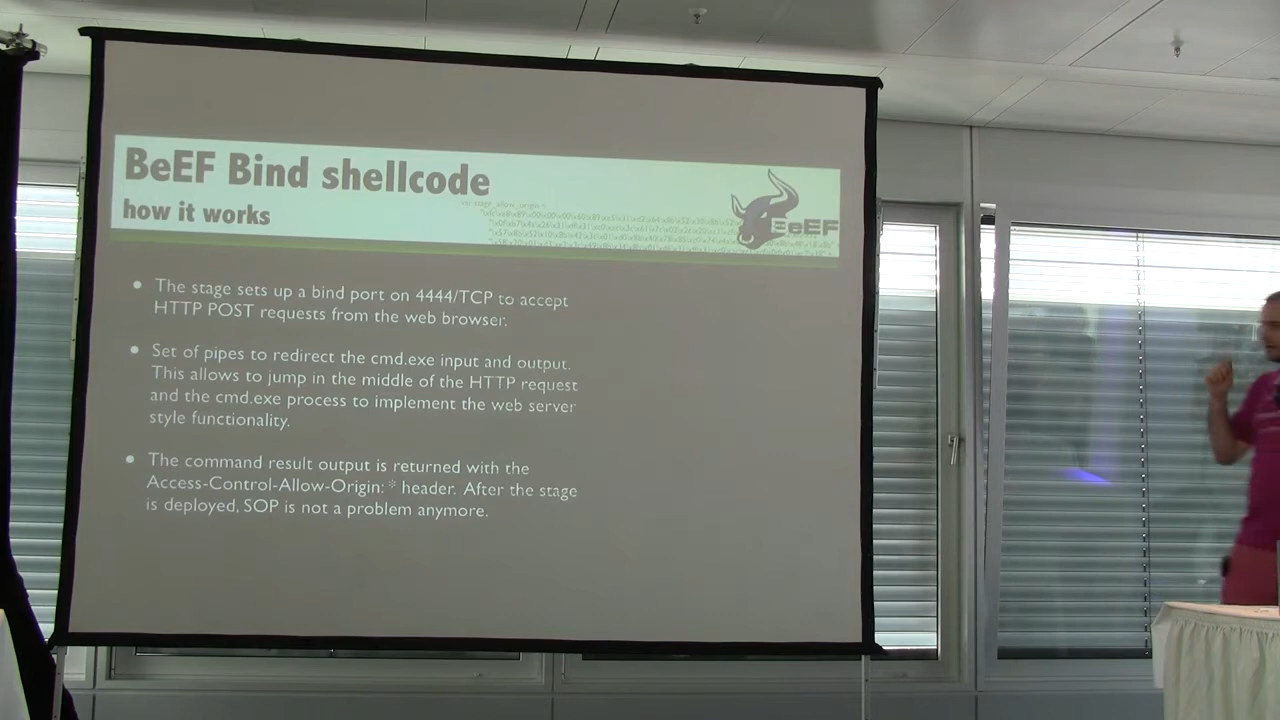 BeEF Bind shellcode
how it works
var stage_allow_origin =
BeEF
The stage sets up a bind port on 4444/TCP to accept
HTTP POST requests from the web browser.
Set of pipes to redirect the cmd.exe input and output.
This allows to jump in the middle of the HTTP request
and the cmd.exe process to implement the web server
style functionality.
The command result output is returned with the
Access-Control-Allow-Origin: * header. After the stage
is deployed, SOP is not a problem anymore.